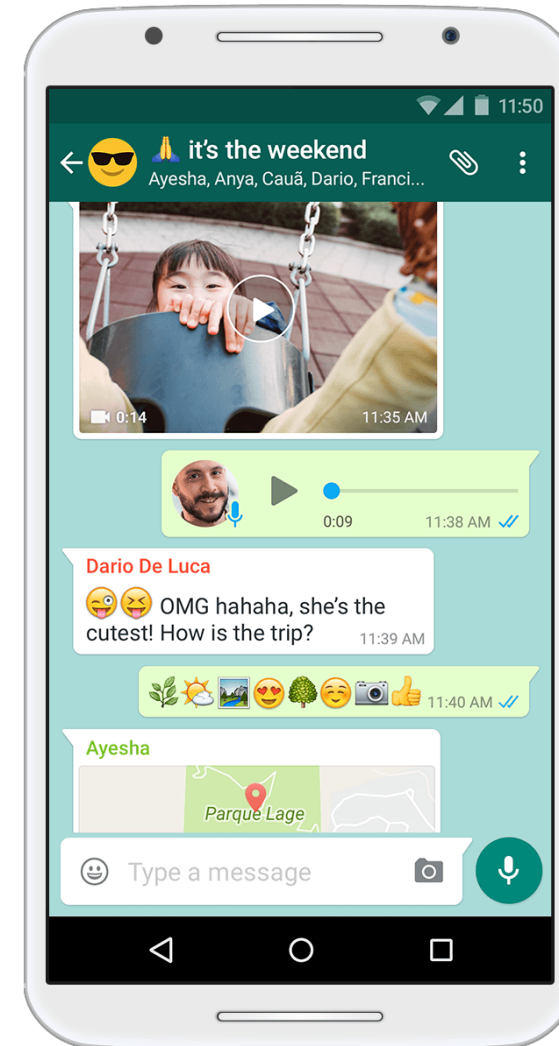 11:50
🙏 it's the weekend
Ayesha, Anya, Cauã, Dario, Franci...
0:14 11:35 AM
0:09 11:38 AM
Dario De Luca
😜😝 OMG hahaha, she's the
cutest! How is the trip? 11:39 AM
🌿🌤🏞😍🌳☺️📷👍 11:40 AM
Ayesha
Parque Lage
Type a message